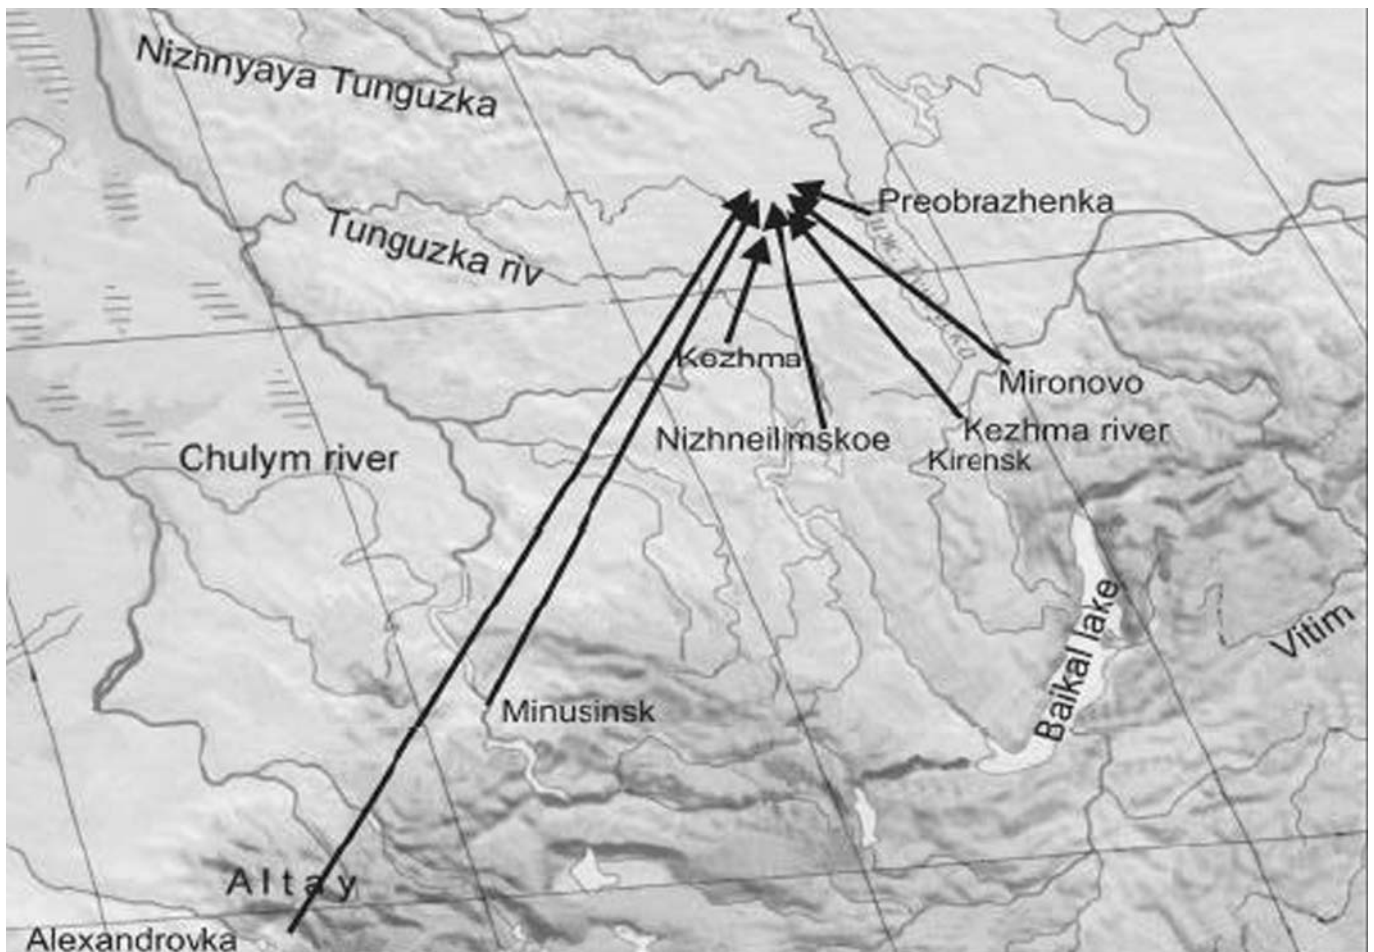 Nizhnyaya Tunguzka
Preobrazhenka
Tunguzka riv
Kezhma
Mironovo
Nizhneilmskoe
Kezhma river
Kirensk
Chulym river
Baikal lake
Vitim
Minusinsk
Altay
Alexandrovka